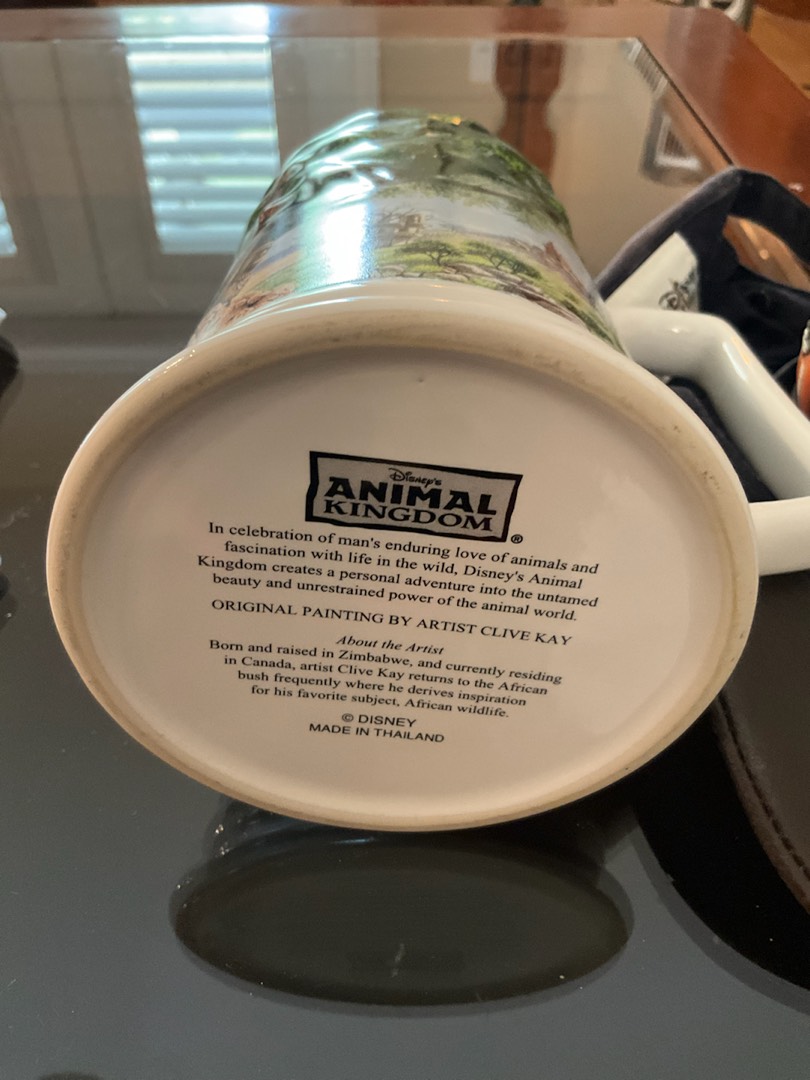 Disney's
ANIMAL
KINGDOM
®
In celebration of man's enduring love of animals and
fascination with life in the wild, Disney's Animal
Kingdom creates a personal adventure into the untamed
beauty and unrestrained power of the animal world.
ORIGINAL PAINTING BY ARTIST CLIVE KAY
About the Artist
Born and raised in Zimbabwe, and currently residing
in Canada, artist Clive Kay returns to the African
bush frequently where he derives inspiration
for his favorite subject, African wildlife.
© DISNEY
MADE IN THAILAND